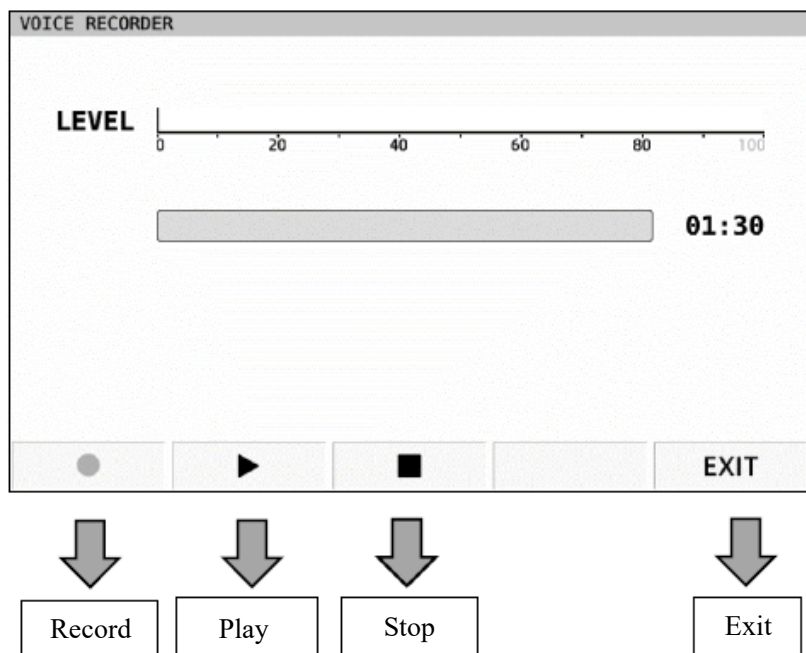 VOICE RECORDER
LEVEL
0 20 40 60 80 100
01:30
EXIT
Record Play Stop Exit